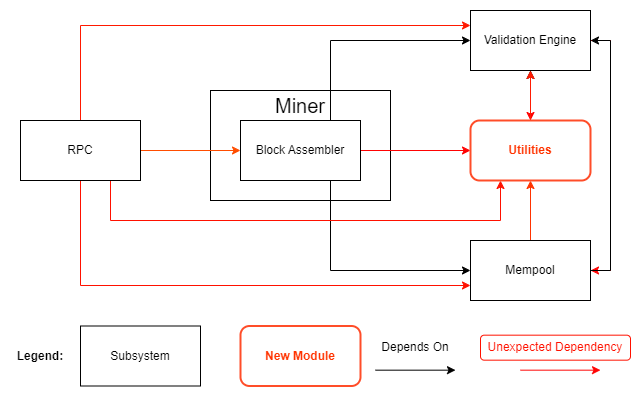 Validation Engine
Miner
RPC
Block Assembler
Utilities
Mempool
Legend:
Subsystem
New Module
Depends On
Unexpected Dependency